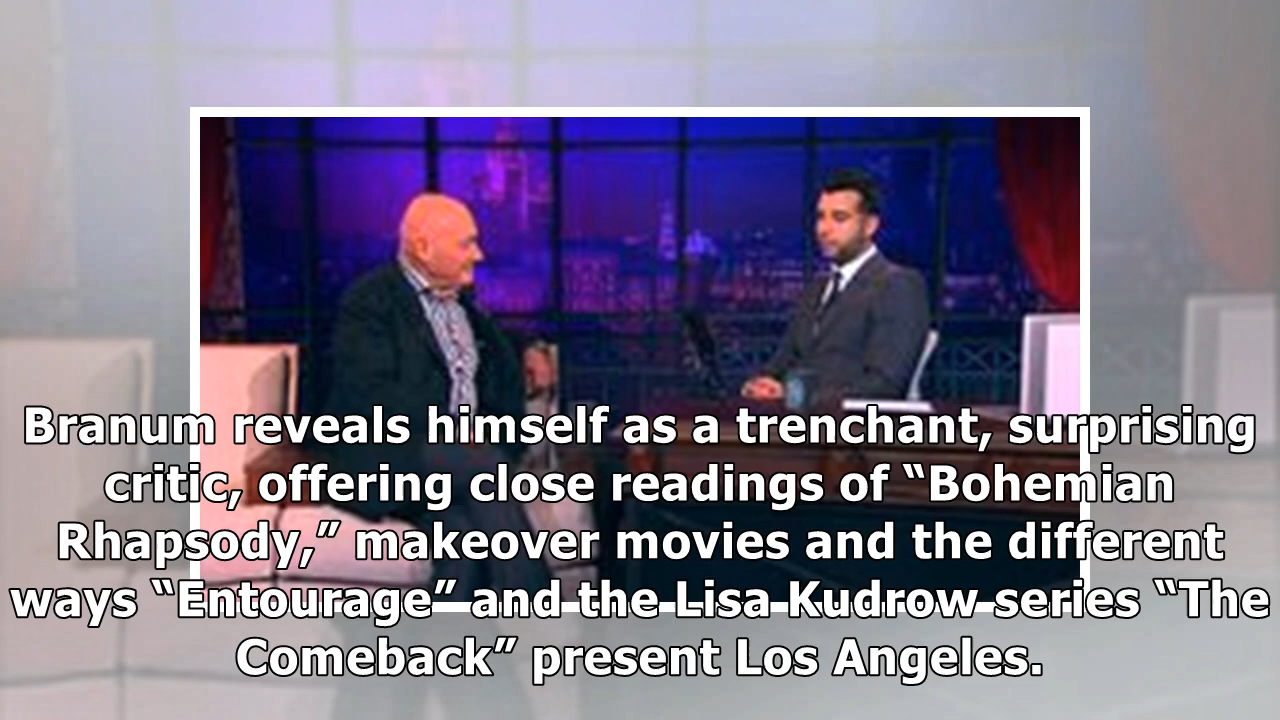 Branum reveals himself as a trenchant, surprising
critic, offering close readings of “Bohemian
Rhapsody,” makeover movies and the different
ways “Entourage” and the Lisa Kudrow series “The
Comeback” present Los Angeles.